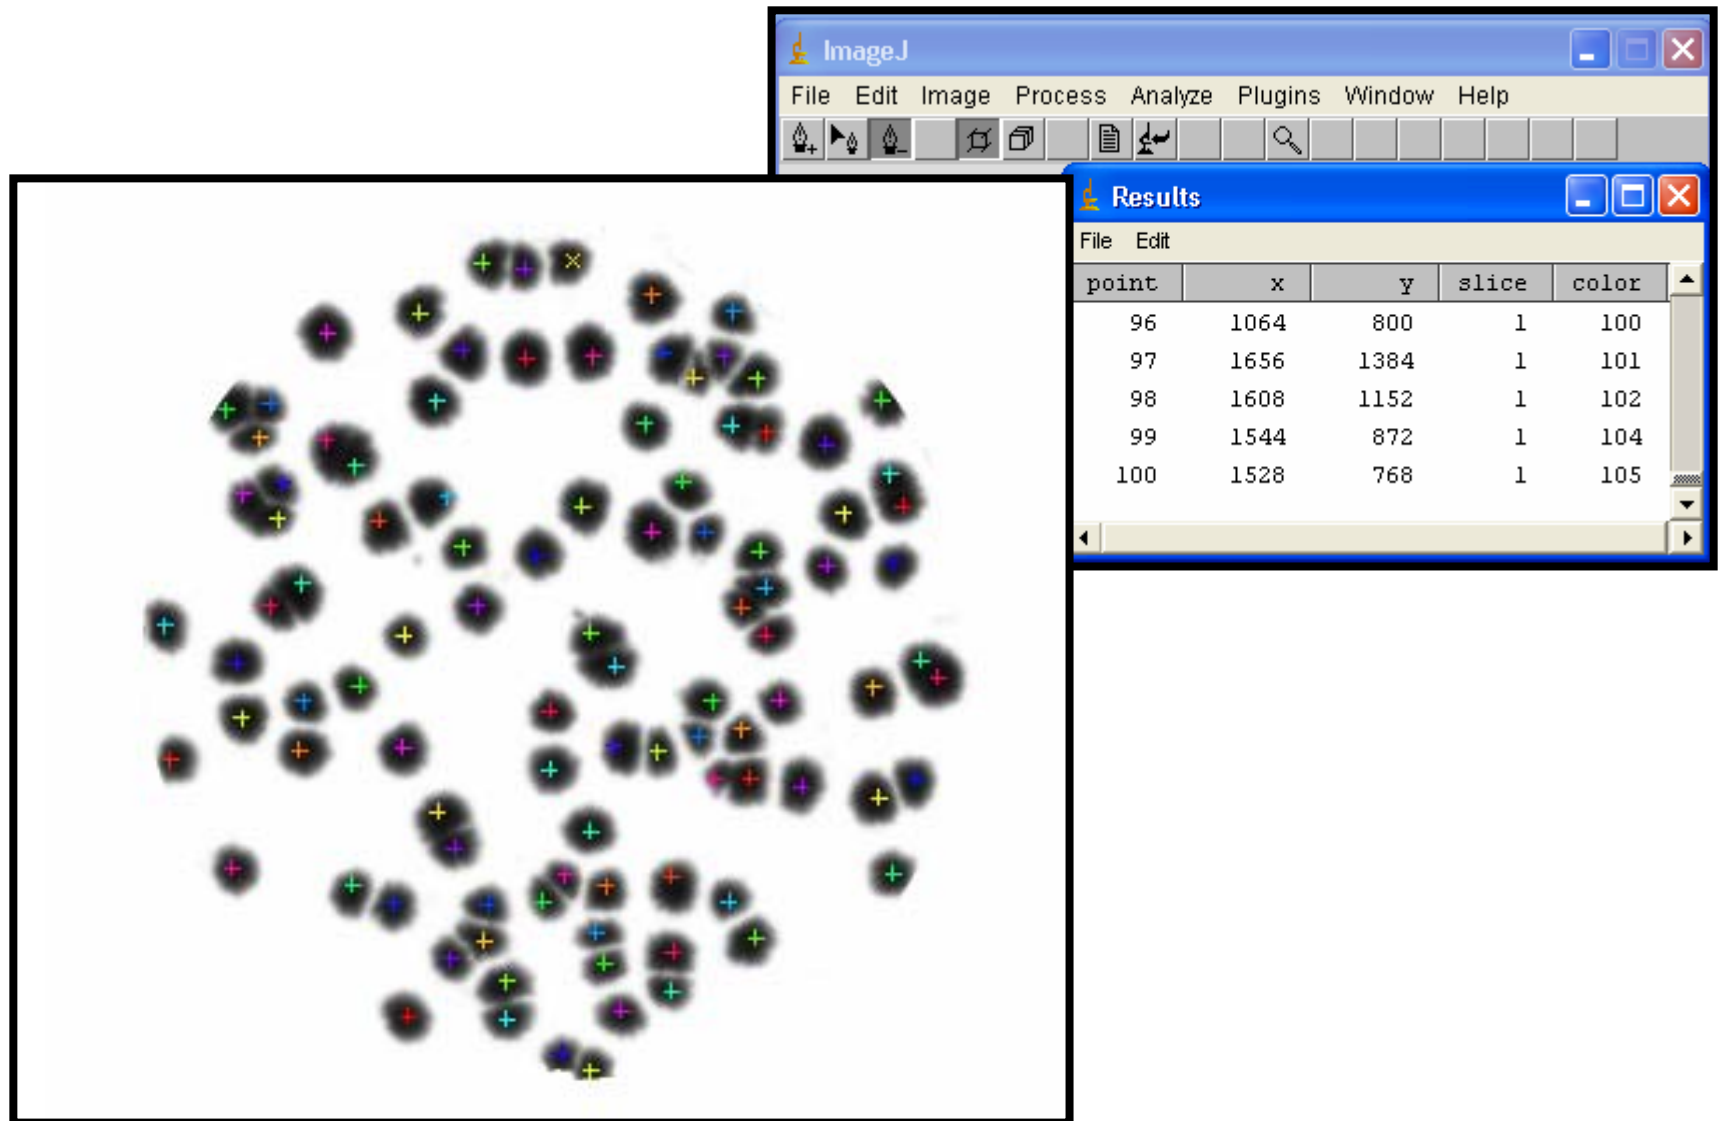 ImageJ
File Edit Image Process Analyze Plugins Window Help
Results
File Edit
point x y slice color
96 1064 800 1 100
97 1656 1384 1 101
98 1608 1152 1 102
99 1544 872 1 104
100 1528 768 1 105